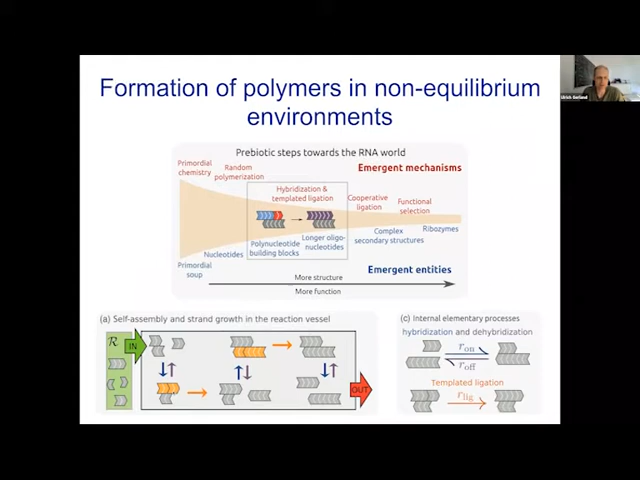 Formation of polymers in non-equilibrium
environments
Prebiotic steps towards the RNA world
Emergent mechanisms
Primordial
chemistry
Random
polymerization
Hybridization &
templated ligation
Cooperative
ligation
Functional
selection
Nucleotides
Polynucleotide
building blocks
Longer oligo-
nucleotides
Complex
secondary structures
Ribozymes
Primordial
soup
Emergent entities
More structure
More function
(a) Self-assembly and strand growth in the reaction vessel
R
IN
OUT
(c) Internal elementary processes
hybridization and dehybridization
r_on
r_off
Templated ligation
r_lig